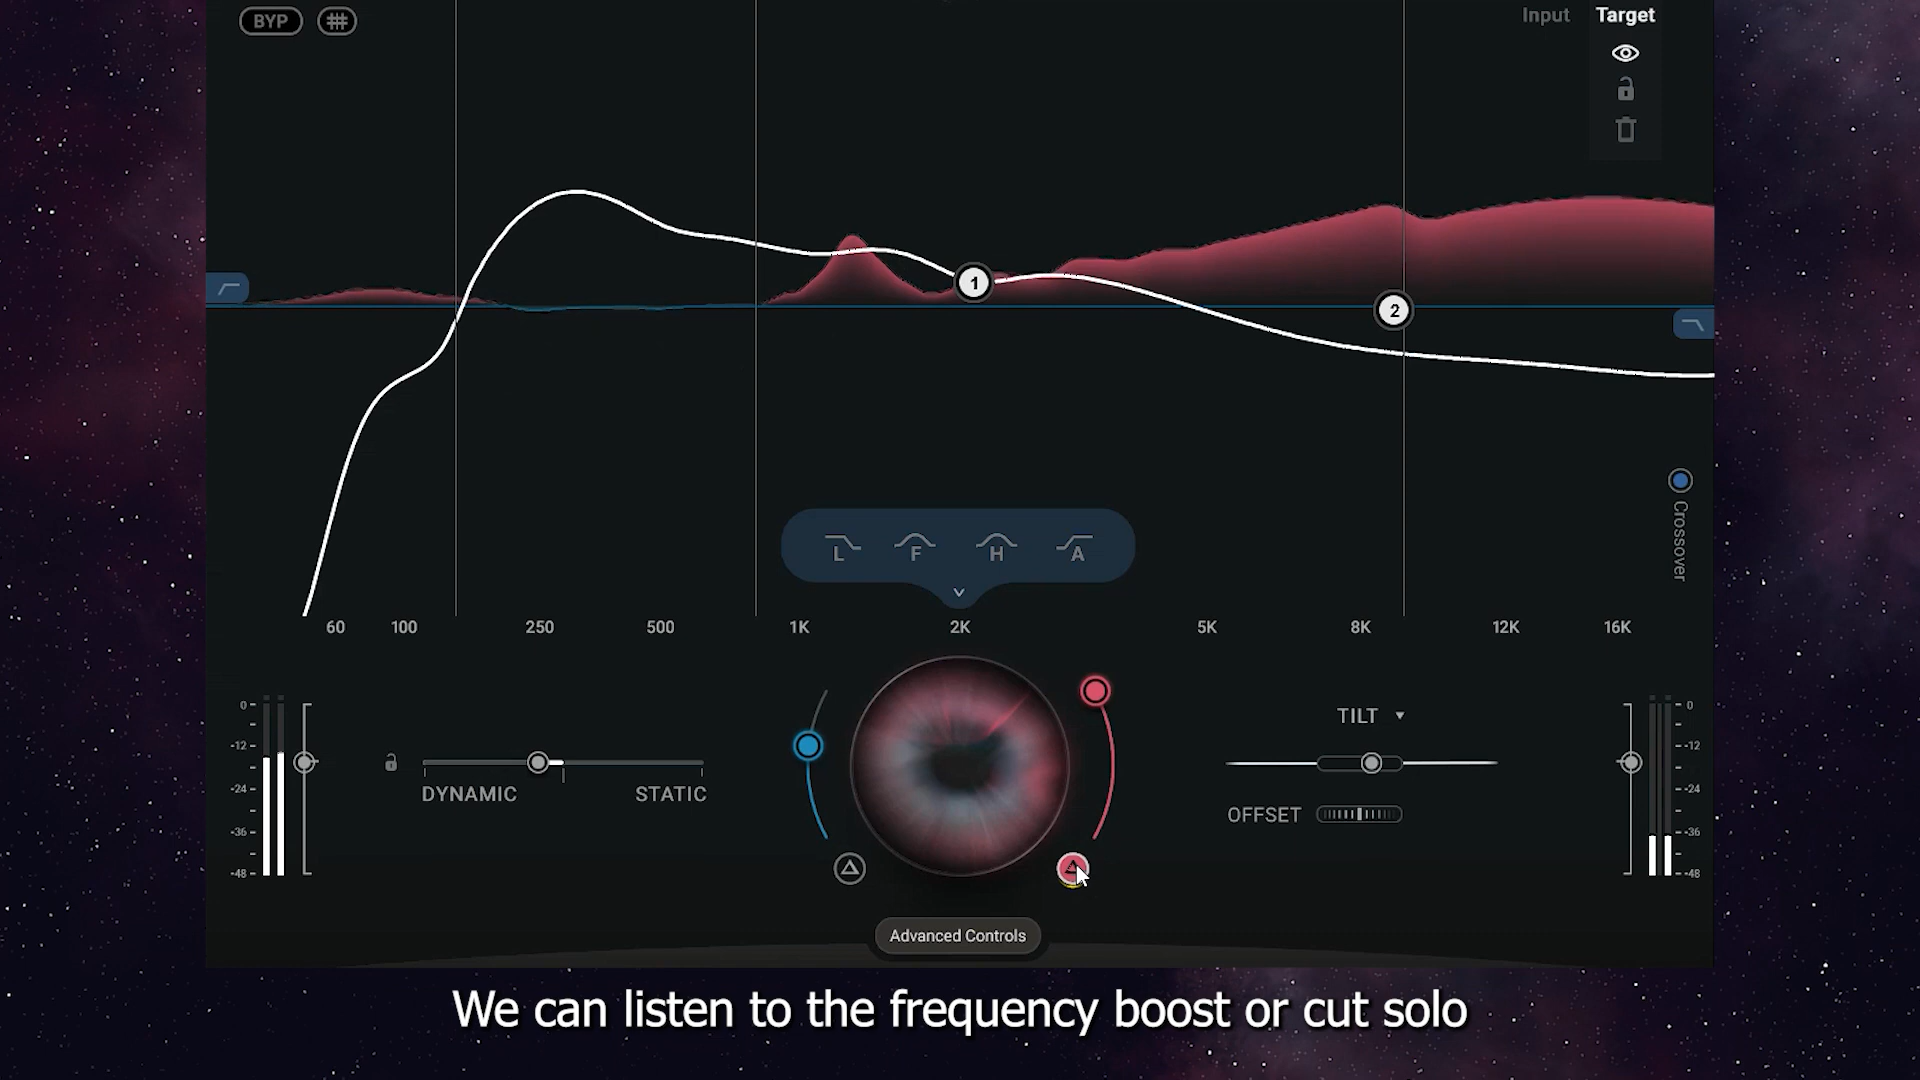 BYP
Input Target
1
2
Crossover
L F H A
60 100 250 500 1K 2K 5K 8K 12K 16K
0
-12
-24
-36
-48
DYNAMIC STATIC
TILT
OFFSET
0
-12
-24
-36
-48
Advanced Controls
We can listen to the frequency boost or cut solo